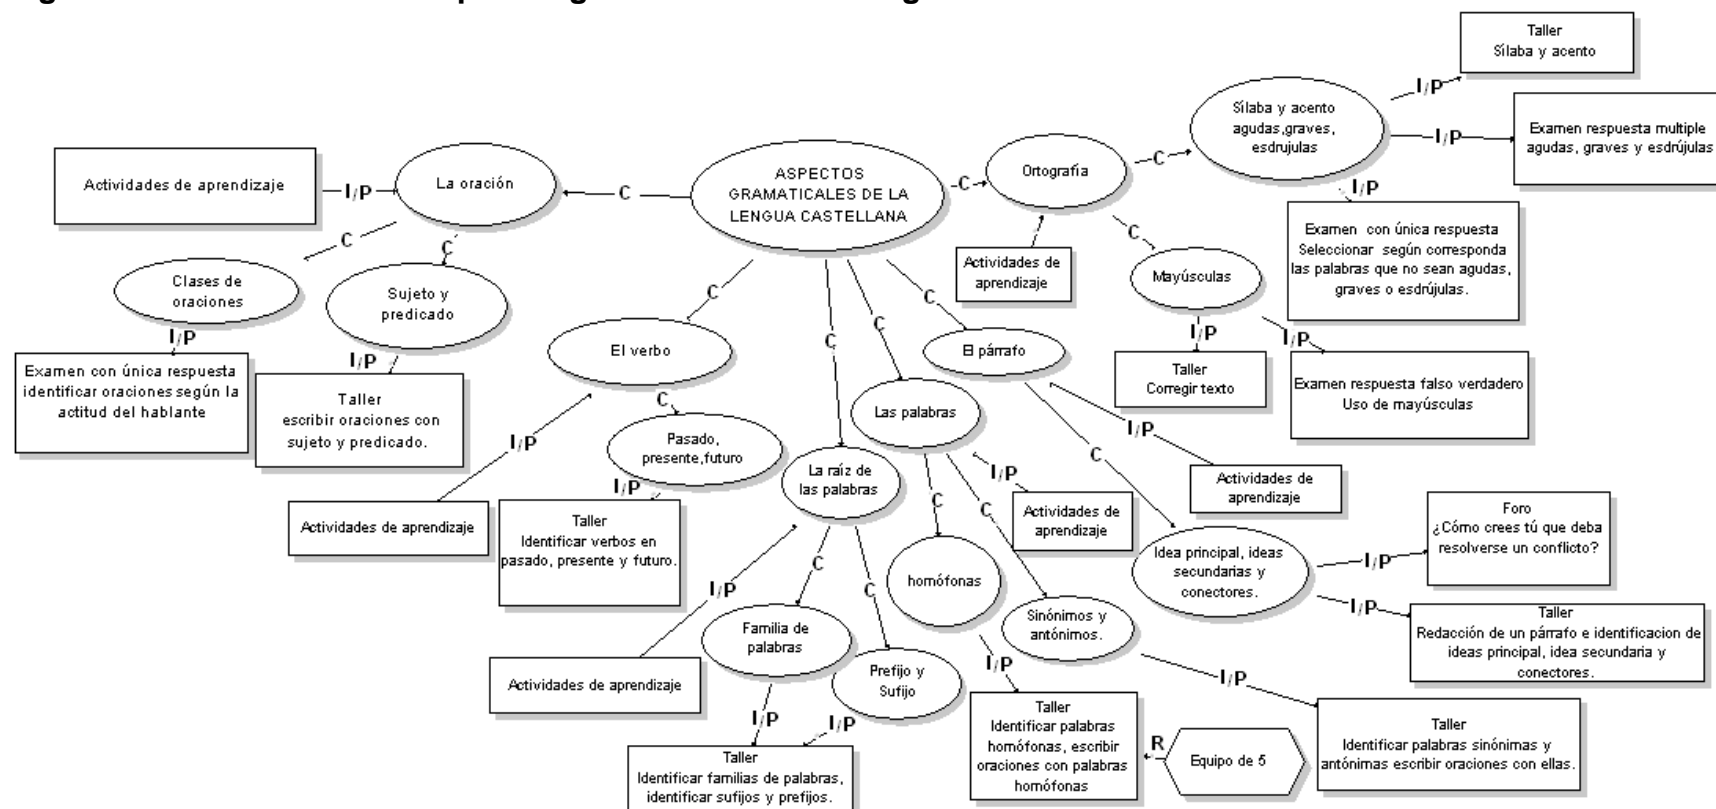 Taller
Sílaba y acento
I/P
Sílaba y acento
agudas,graves,
esdrujulas
I/P
Examen respuesta multiple
agudas, graves y esdrújulas
I/P
Examen con única respuesta
Seleccionar según corresponda
las palabras que no sean agudas,
graves o esdrújulas.
C
Ortografía
C
ASPECTOS
GRAMATICALES DE LA
LENGUA CASTELLANA
C
La oración
I/P
Actividades de aprendizaje
C
Clases de
oraciones
C
Sujeto y
predicado
I/P
Examen con única respuesta
identificar oraciones según la
actitud del hablante
I/P
Taller
escribir oraciones con
sujeto y predicado.
Actividades de
aprendizaje
C
Mayúsculas
I/P
Taller
Corregir texto
I/P
Examen respuesta falso verdadero
Uso de mayúsculas
C
El verbo
C
Pasado,
presente,futuro
I/P
Actividades de aprendizaje
I/P
Taller
Identificar verbos en
pasado, presente y futuro.
C
La raíz de
las palabras
I/P
Actividades de aprendizaje
C
Familia de
palabras
C
Prefijo y
Sufijo
I/P
I/P
Taller
Identificar familias de palabras,
identificar sufijos y prefijos.
C
Las palabras
I/P
Actividades de
aprendizaje
C
homófonas
C
Sinónimos y
antónimos.
I/P
Taller
Identificar palabras
homófonas, escribir
oraciones con palabras
homófonas
R
Equipo de 5
I/P
Taller
Identificar palabras sinónimas y
antónimas escribir oraciones con ellas.
C
El párrafo
I/P
Actividades de
aprendizaje
C
Idea principal, ideas
secundarias y
conectores.
I/P
Foro
¿Cómo crees tú que deba
resolverse un conflicto?
I/P
Taller
Redacción de un párrafo e identificacion de
ideas principal, idea secundaria y
conectores.